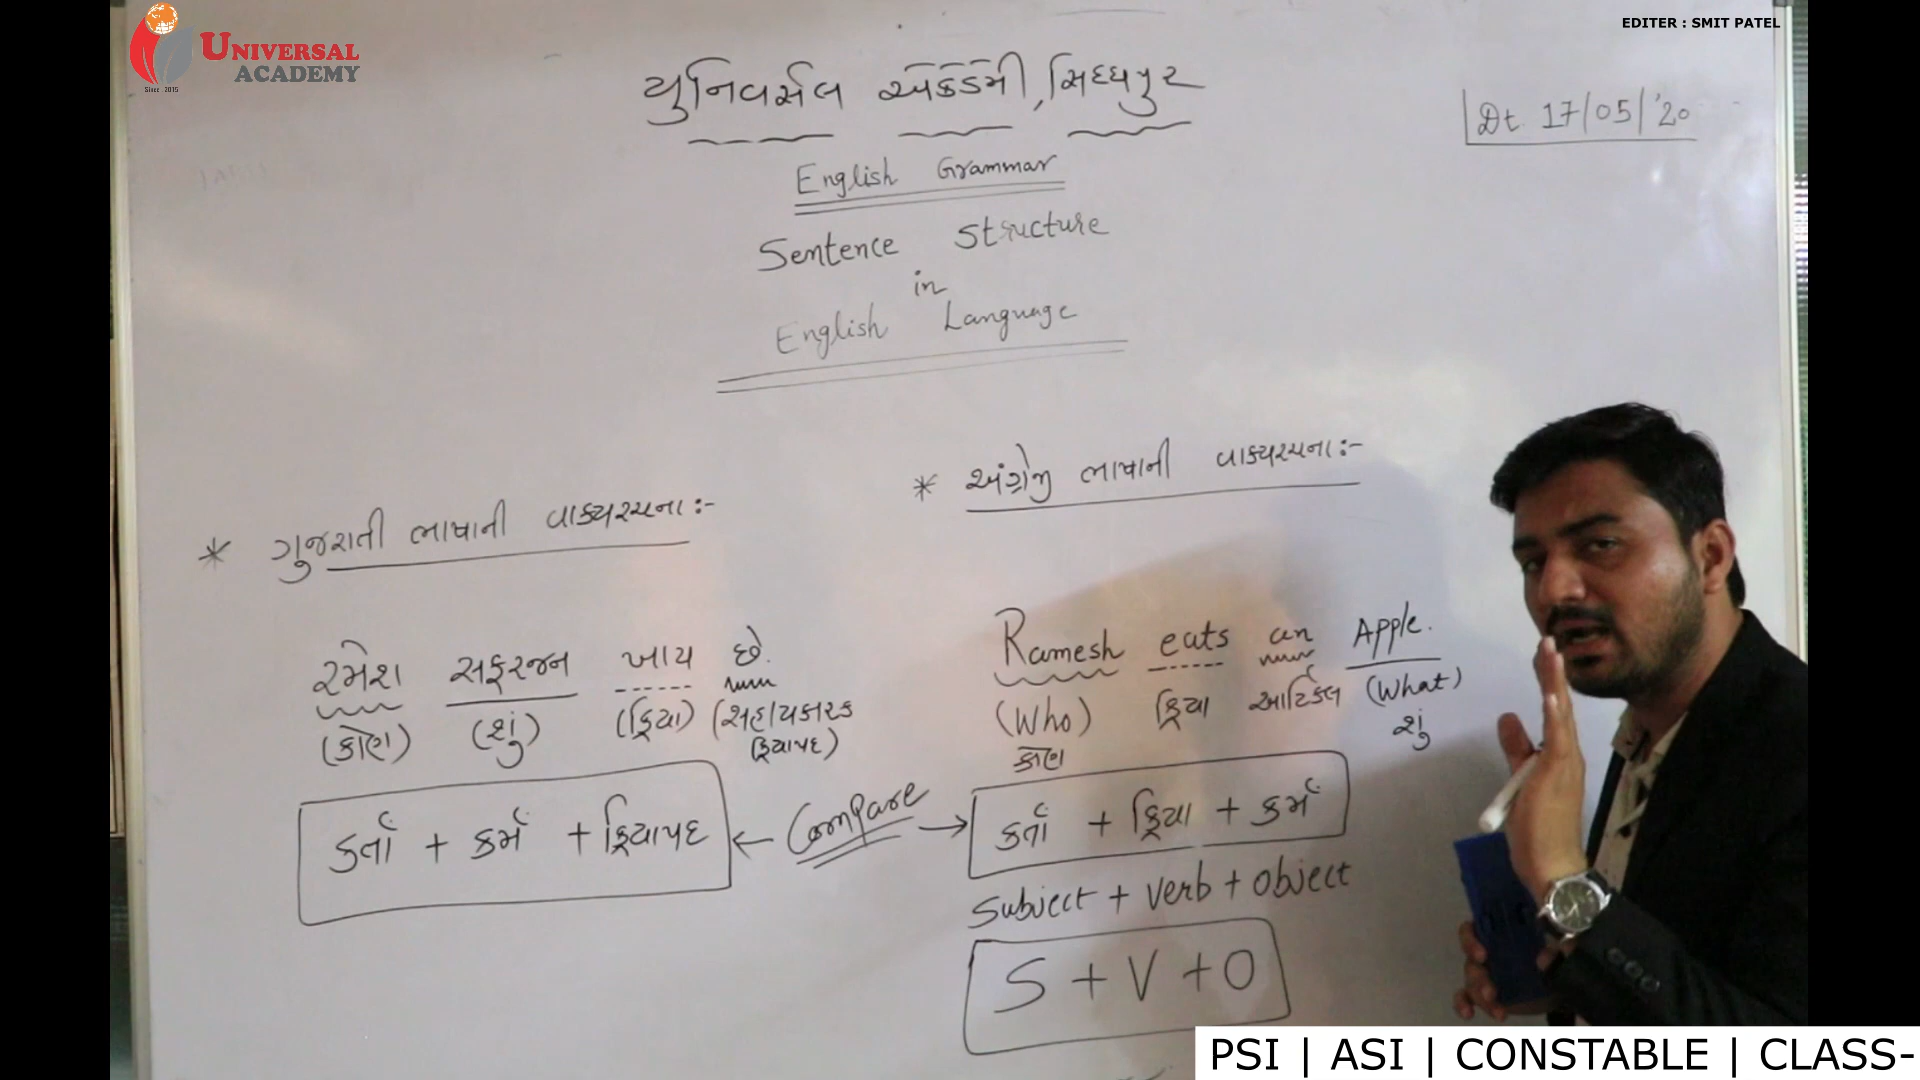 UNIVERSAL
ACADEMY
Since 2015
EDITER : SMIT PATEL
યુનિવર્સલ એકેડેમી, સિધ્ધપુર
Dt. 17/05/'20
English Grammar
Sentence Structure
in
English Language
* ગુજરાતી ભાષાની વાક્યરચના:-
* અંગ્રેજી ભાષાની વાક્યરચના:-
રમેશ સફરજન ખાય છે.
(કોણ) (શું) (ક્રિયા) (સહાયકારક
ક્રિયાપદ)
કર્તા + કર્મ + ક્રિયાપદ
← Compare →
Ramesh eats an Apple.
(Who) ક્રિયા આર્ટિકલ (What)
કોણ શું
કર્તા + ક્રિયા + કર્મ
Subject + Verb + Object
S + V + O
PSI | ASI | CONSTABLE | CLASS-